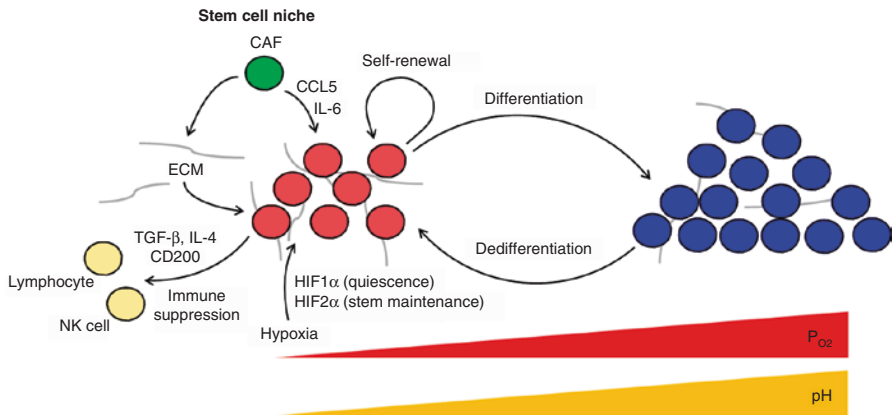 Stem cell niche
CAF
CCL5
IL-6
Self-renewal
Differentiation
ECM
TGF-β, IL-4
CD200
Lymphocyte
NK cell
Immune
suppression
HIF1α (quiescence)
HIF2α (stem maintenance)
Hypoxia
Dedifferentiation
PO2
pH